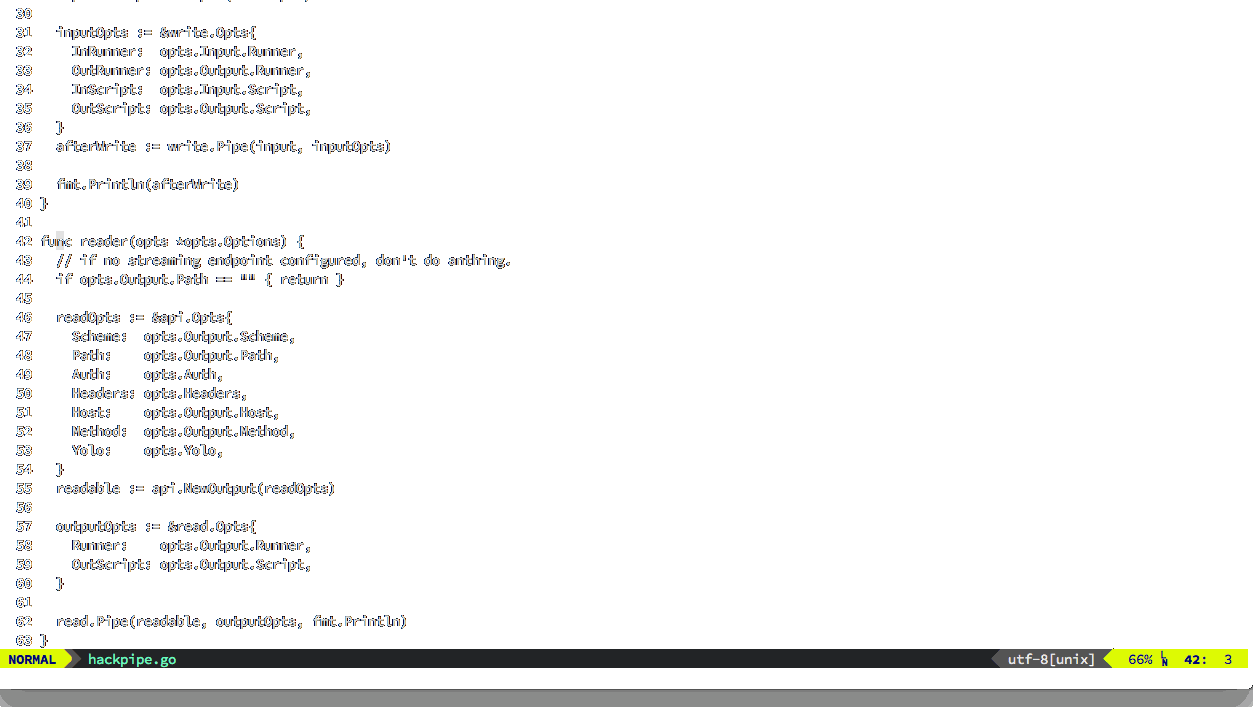 30
31   inputOpts := &write.Opts{
32     InRunner:  opts.Input.Runner,
33     OutRunner: opts.Output.Runner,
34     InScript:  opts.Input.Script,
35     OutScript: opts.Output.Script,
36   }
37   afterWrite := write.Pipe(input, inputOpts)
38
39   fmt.Println(afterWrite)
40 }
41
42 func reader(opts *opts.Options) {
43   // if no streaming endpoint configured, don't do anthing.
44   if opts.Output.Path == "" { return }
45
46   readOpts := &api.Opts{
47     Scheme:  opts.Output.Scheme,
48     Path:    opts.Output.Path,
49     Auth:    opts.Auth,
50     Headers: opts.Headers,
51     Host:    opts.Output.Host,
52     Method:  opts.Output.Method,
53     Yolo:    opts.Yolo,
54   }
55   readable := api.NewOutput(readOpts)
56
57   outputOpts := &read.Opts{
58     Runner:    opts.Output.Runner,
59     OutScript: opts.Output.Script,
60   }
61
62   read.Pipe(readable, outputOpts, fmt.Println)
63 }
NORMAL hackpipe.go utf-8[unix] 66% LN 42: 3